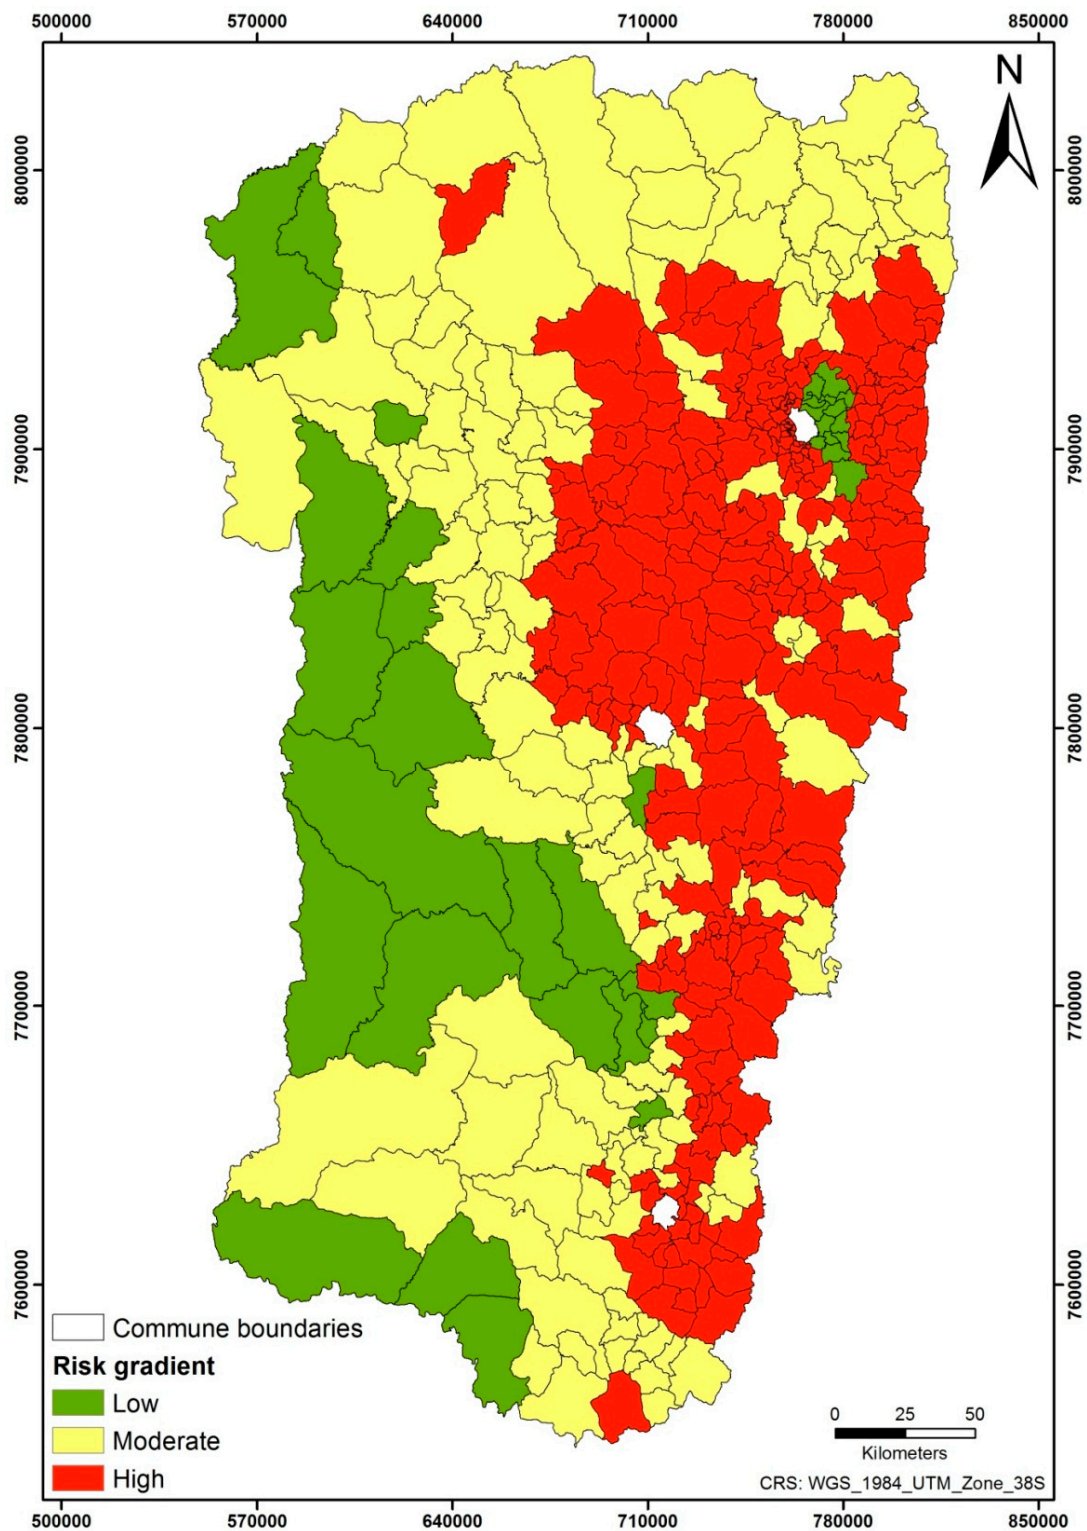 500000 570000 640000 710000 780000 850000
N
8000000 8000000
7900000 7900000
7800000 7800000
7700000 7700000
7600000 7600000
Commune boundaries
Risk gradient
Low
Moderate
High
0 25 50
Kilometers
CRS: WGS_1984_UTM_Zone_38S
500000 570000 640000 710000 780000 850000